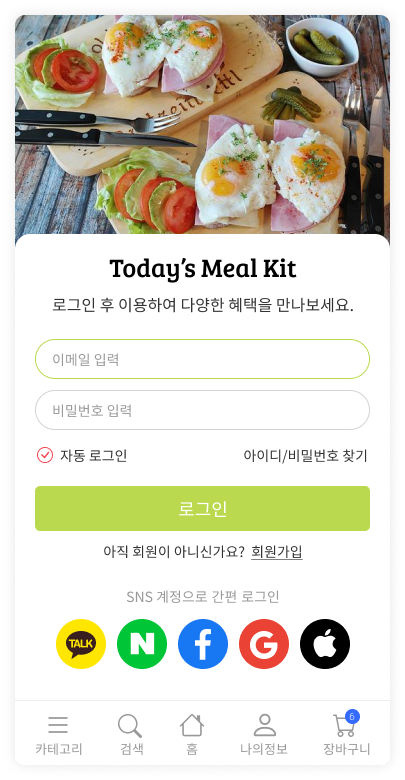 Today's Meal Kit
로그인 후 이용하여 다양한 혜택을 만나보세요.
이메일 입력
비밀번호 입력
자동 로그인 아이디/비밀번호 찾기
로그인
아직 회원이 아니신가요? 회원가입
SNS 계정으로 간편 로그인
TALK N f G
6
카테고리 검색 홈 나의정보 장바구니